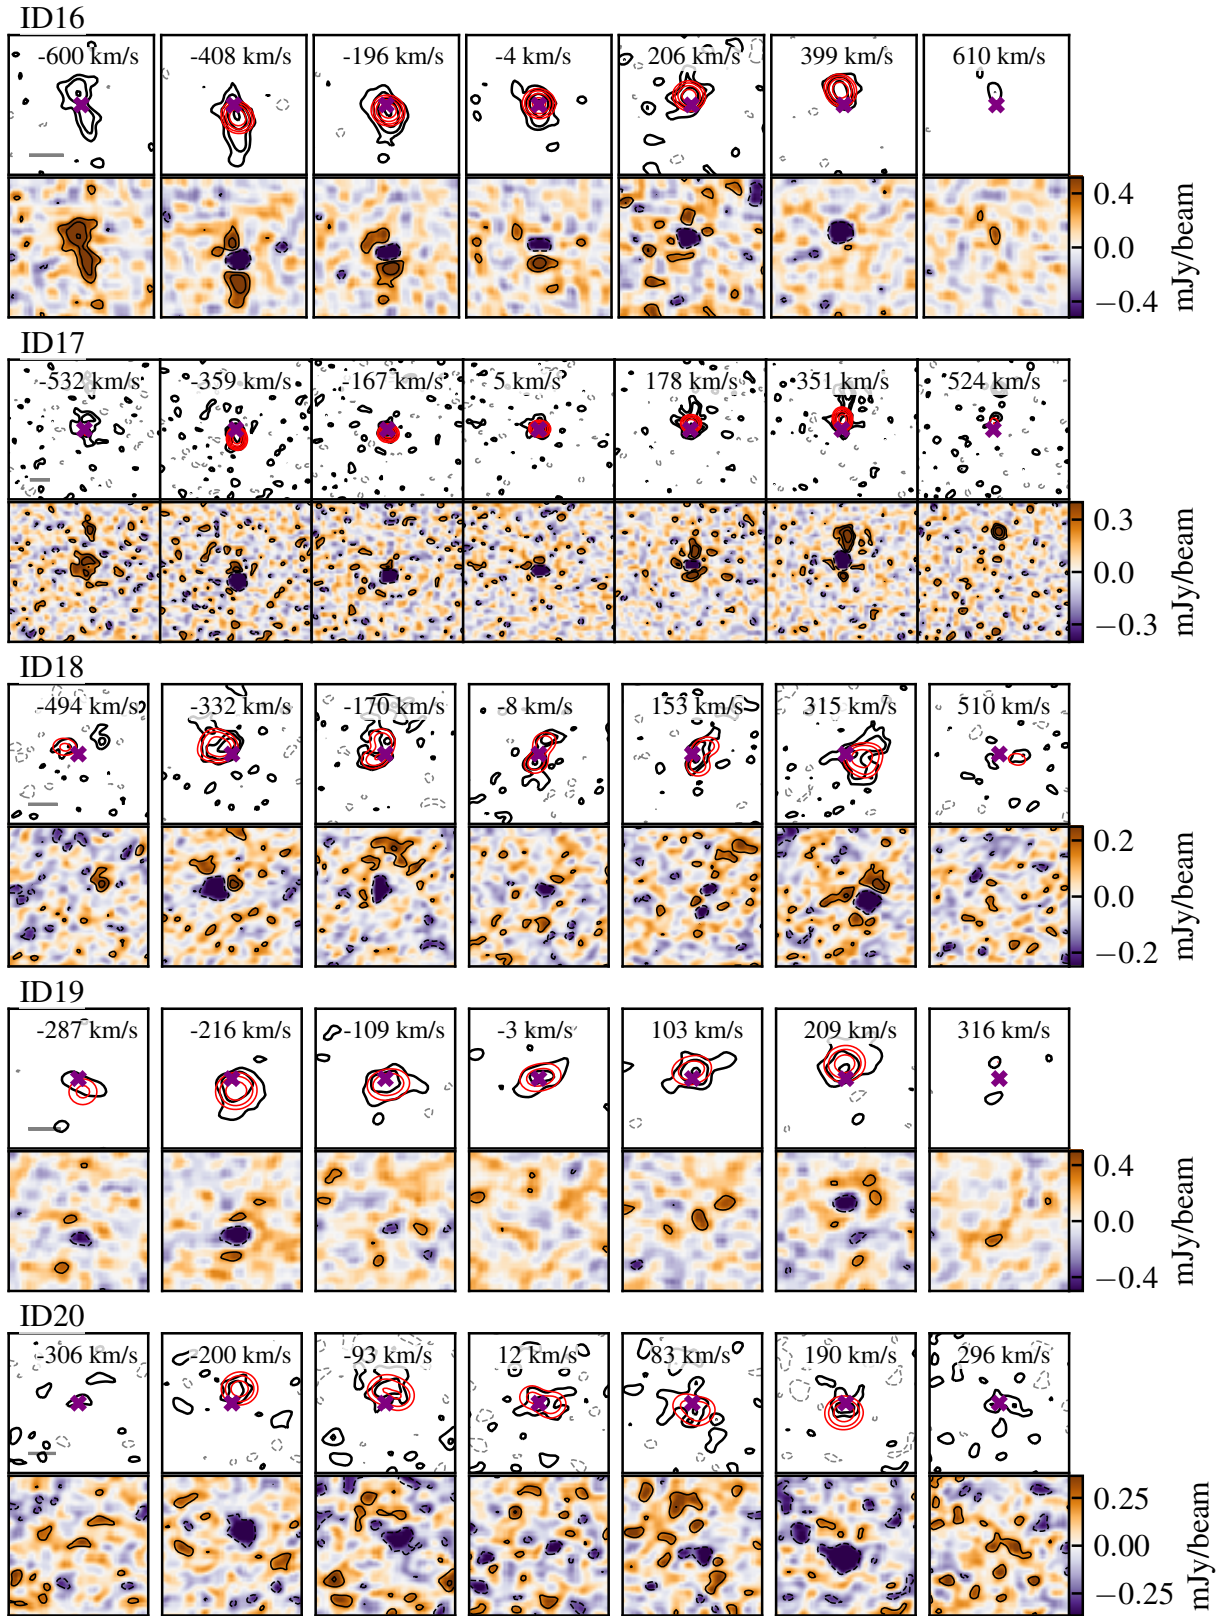 ID16
-600 km/s -408 km/s -196 km/s -4 km/s 206 km/s 399 km/s 610 km/s
0.4
0.0
−0.4
mJy/beam
ID17
-532 km/s -359 km/s -167 km/s 5 km/s 178 km/s 351 km/s 524 km/s
0.3
0.0
−0.3
mJy/beam
ID18
-494 km/s -332 km/s -170 km/s -8 km/s 153 km/s 315 km/s 510 km/s
0.2
0.0
−0.2
mJy/beam
ID19
-287 km/s -216 km/s -109 km/s -3 km/s 103 km/s 209 km/s 316 km/s
0.4
0.0
−0.4
mJy/beam
ID20
-306 km/s -200 km/s -93 km/s 12 km/s 83 km/s 190 km/s 296 km/s
0.25
0.00
−0.25
mJy/beam